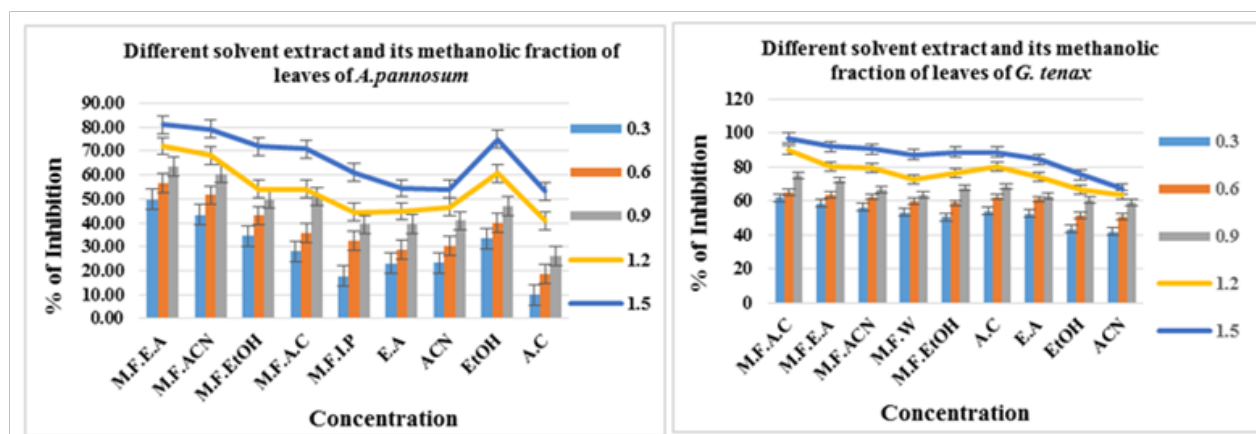 Different solvent extract and its methanolic fraction of
leaves of A.pannosum
90.00
80.00
70.00
60.00
50.00
40.00
30.00
20.00
10.00
0.00
% of Inhibition
M.F.E.A
M.F.ACN
M.F.EtOH
M.F.A.C
M.F.I.P
E.A
ACN
EtOH
A.C
Concentration
0.3
0.6
0.9
1.2
1.5
Different solvent extract and its methanolic
fraction of leaves of G. tenax
120
100
80
60
40
20
0
% of Inhibition
M.F.A.C
M.F.E.A
M.F.ACN
M.F.W
M.F.EtOH
A.C
E.A
EtOH
ACN
Concentration
0.3
0.6
0.9
1.2
1.5